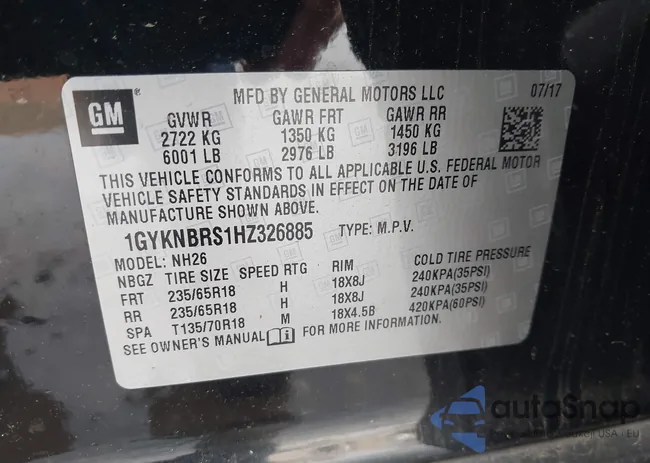 GM ® MFD BY GENERAL MOTORS LLC 07/17
GVWR GAWR FRT GAWR RR
2722 KG 1350 KG 1450 KG
6001 LB 2976 LB 3196 LB
THIS VEHICLE CONFORMS TO ALL APPLICABLE U.S. FEDERAL MOTOR
VEHICLE SAFETY STANDARDS IN EFFECT ON THE DATE OF
MANUFACTURE SHOWN ABOVE.
1GYKNBRS1HZ326885 TYPE: M.P.V.
MODEL: NH26
NBGZ TIRE SIZE SPEED RTG RIM COLD TIRE PRESSURE
FRT 235/65R18 H 18X8J 240KPA(35PSI)
RR 235/65R18 H 18X8J 240KPA(35PSI)
SPA T135/70R18 M 18X4.5B 420KPA(60PSI)
SEE OWNER'S MANUAL i FOR MORE INFORMATION.
autoSnap
USA - EU